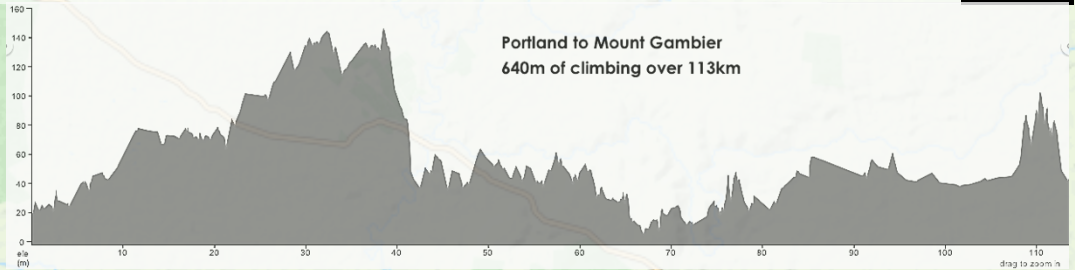 160
140
120
100
80
60
40
20
0
Portland to Mount Gambier
640m of climbing over 113km
ele
(m)
10 20 30 40 50 60 70 80 90 100 110
drag to zoom in